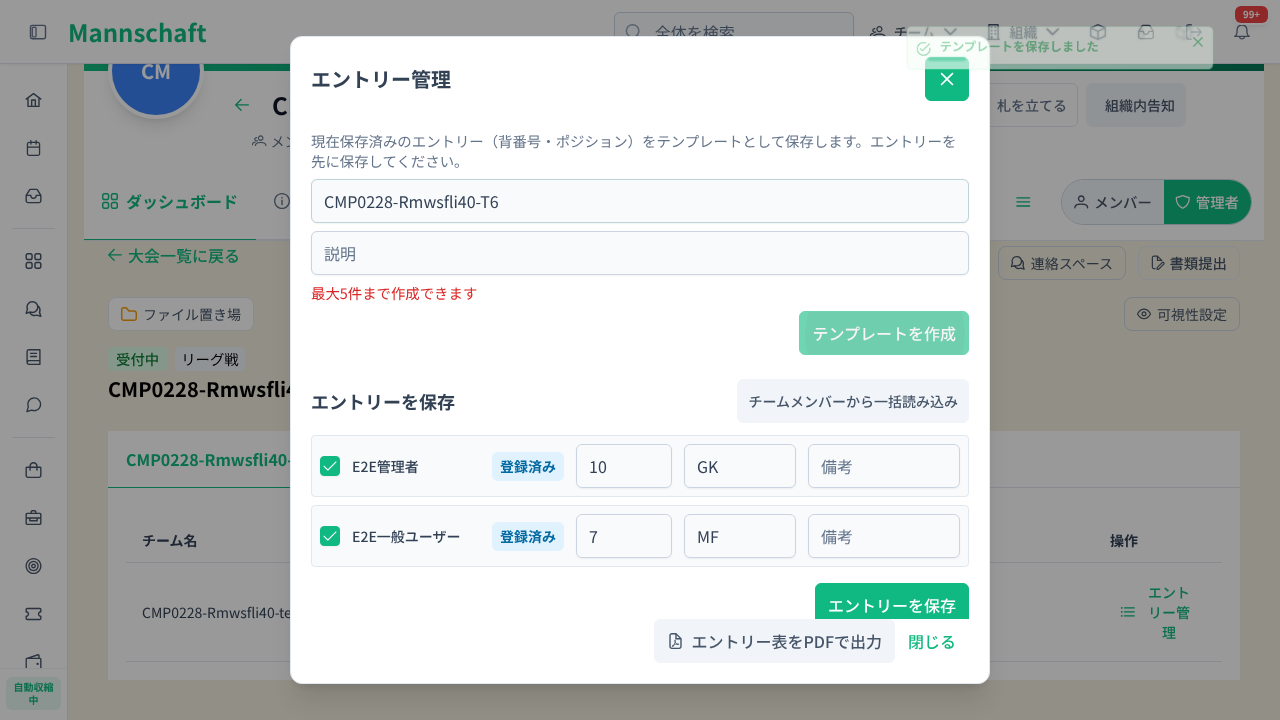 Mannschaft
全体を検索
チーム
組織
99+
テンプレートを保存しました
CM
エントリー管理
札を立てる
組織内告知
現在保存済みのエントリー（背番号・ポジション）をテンプレートとして保存します。エントリーを
先に保存してください。
ダッシュボード
CMP0228-Rmwsfli40-T6
メンバー
管理者
大会一覧に戻る
説明
連絡スペース
書類提出
最大5件まで作成できます
ファイル置き場
可視性設定
テンプレートを作成
受付中
リーグ戦
CMP0228-Rmwsfli4
エントリーを保存
チームメンバーから一括読み込み
CMP0228-Rmwsfli40-
E2E管理者
登録済み
10
GK
備考
E2E一般ユーザー
登録済み
7
MF
備考
チーム名
操作
エントリーを保存
CMP0228-Rmwsfli40-te
エント
リー管
理
エントリー表をPDFで出力
閉じる
自動収縮
中